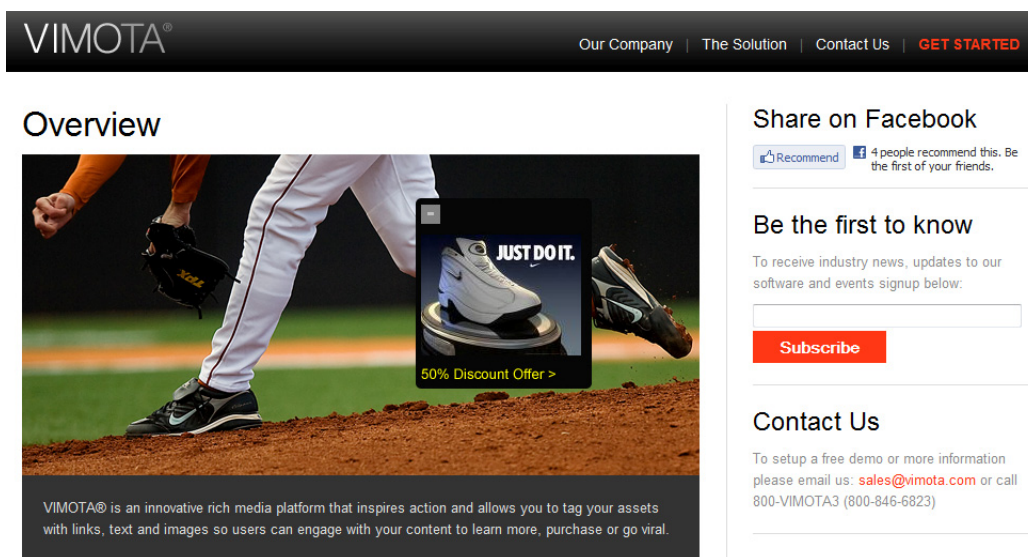 VIMOTA®
Our Company | The Solution | Contact Us | GET STARTED
Overview
TPX
JUST DO IT.
50% Discount Offer >
VIMOTA® is an innovative rich media platform that inspires action and allows you to tag your assets
with links, text and images so users can engage with your content to learn more, purchase or go viral.
Share on Facebook
Recommend
4 people recommend this. Be
the first of your friends.
Be the first to know
To receive industry news, updates to our
software and events signup below:
Subscribe
Contact Us
To setup a free demo or more information
please email us: sales@vimota.com or call
800-VIMOTA3 (800-846-6823)